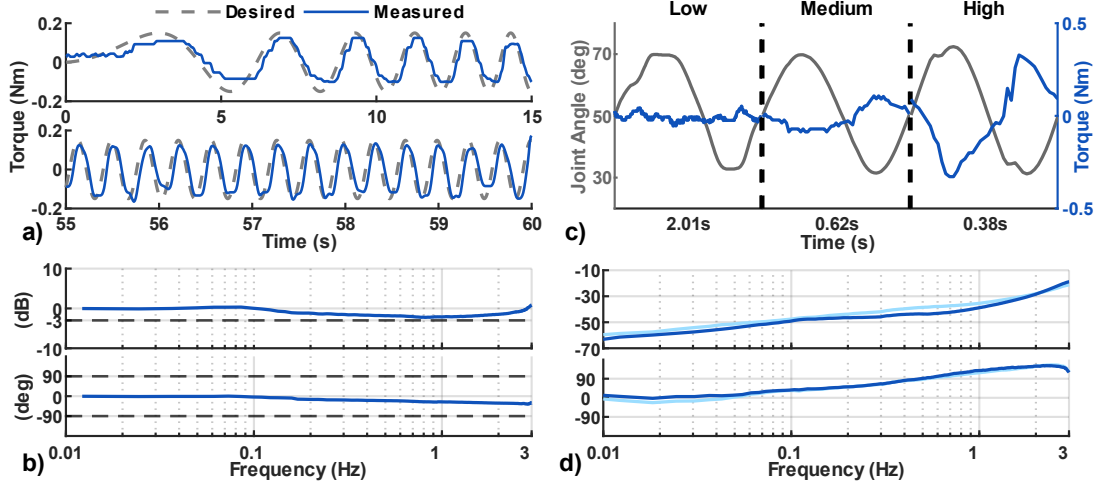 Desired Measured
0.2
0
-0.2
0 5 10 15
0.2
0
-0.2
55 56 57 58 59 60
Torque (Nm)
Time (s)
a)
Low Medium High
70
50
30
Joint Angle (deg)
0.5
0
-0.5
Torque (Nm)
2.01s 0.62s 0.38s
Time (s)
c)
10
0
-3
-10
(dB)
90
0
-90
(deg)
0.01 0.1 1 3
Frequency (Hz)
b)
-10
-30
-50
-70
90
0
-90
0.01 0.1 1 3
Frequency (Hz)
d)